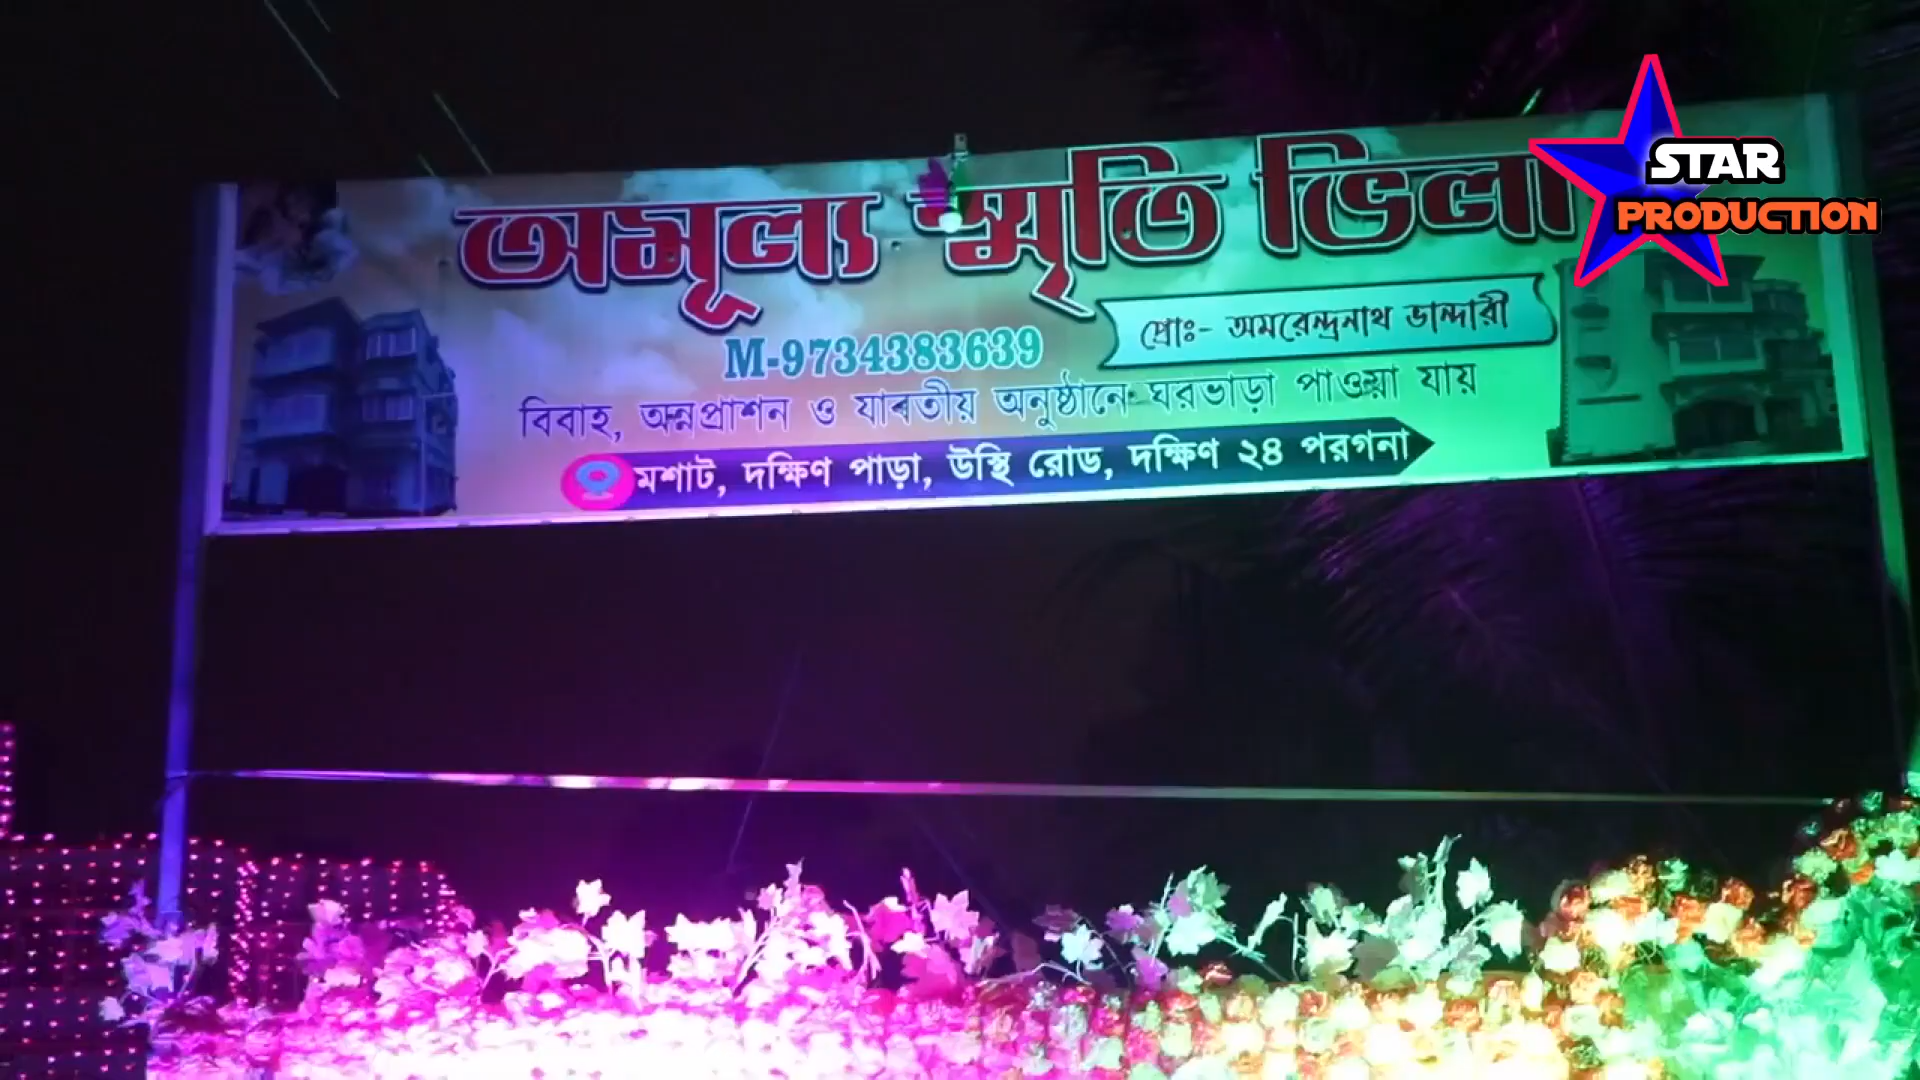 অমূল্য স্মৃতি ভিলা
STAR
PRODUCTION
প্রোঃ- অমরেন্দ্রনাথ ভান্ডারী
M-9734383639
বিবাহ, অন্নপ্রাশন ও যাবতীয় অনুষ্ঠানে ঘরভাড়া পাওয়া যায়
মশাট, দক্ষিণ পাড়া, উস্থি রোড, দক্ষিণ ২৪ পরগনা